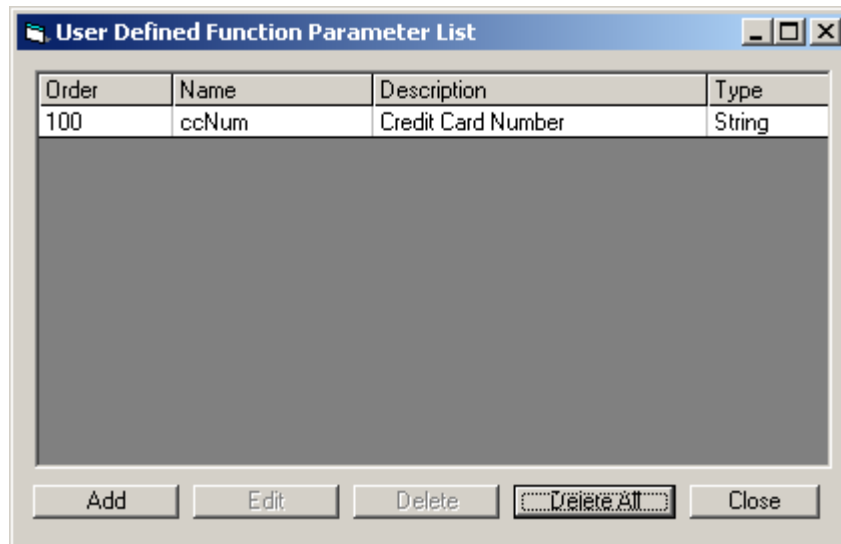 User Defined Function Parameter List
Order Name Description Type
100 ccNum Credit Card Number String
Add Edit Delete Delete All Close